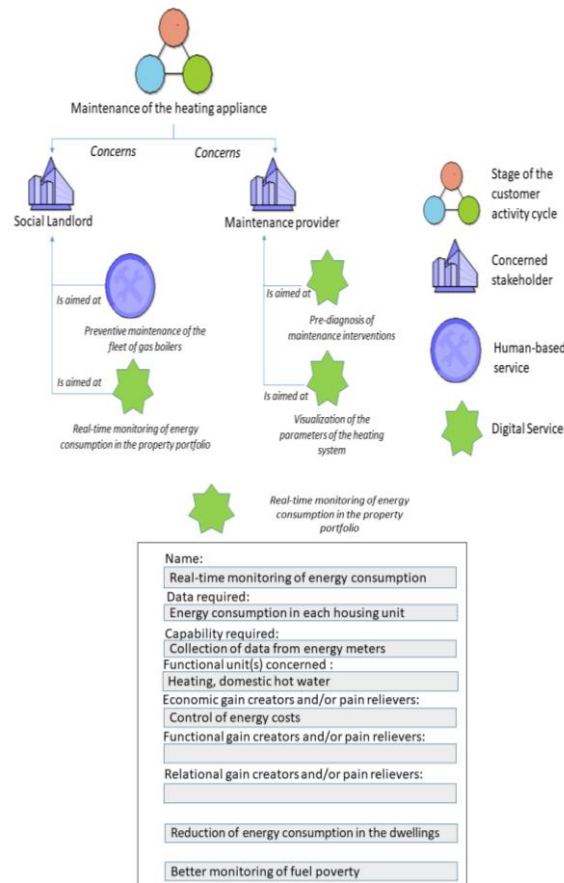 Maintenance of the heating appliance
Concerns
Concerns
Social Landlord
Maintenance provider
Is aimed at
Preventive maintenance of the
fleet of gas boilers
Is aimed at
Real-time monitoring of energy
consumption in the property portfolio
Is aimed at
Pre-diagnosis of
maintenance interventions
Is aimed at
Visualization of the
parameters of the heating
system
Stage of the
customer
activity cycle
Concerned
stakeholder
Human-based
service
Digital Service
Real-time monitoring of energy
consumption in the property
portfolio
Name:
Real-time monitoring of energy consumption
Data required:
Energy consumption in each housing unit
Capability required:
Collection of data from energy meters
Functional unit(s) concerned :
Heating, domestic hot water
Economic gain creators and/or pain relievers:
Control of energy costs
Functional gain creators and/or pain relievers:
Relational gain creators and/or pain relievers:
Reduction of energy consumption in the dwellings
Better monitoring of fuel poverty